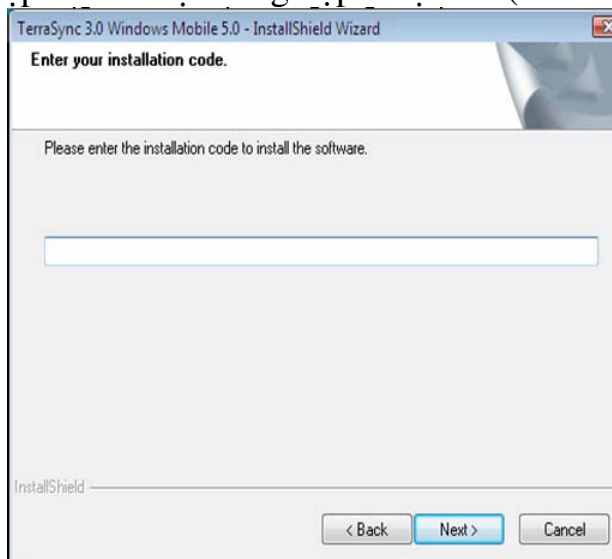 TerraSync 3.0 Windows Mobile 5.0 - InstallShield Wizard
Enter your installation code.
Please enter the installation code to install the software.
InstallShield
< Back Next > Cancel